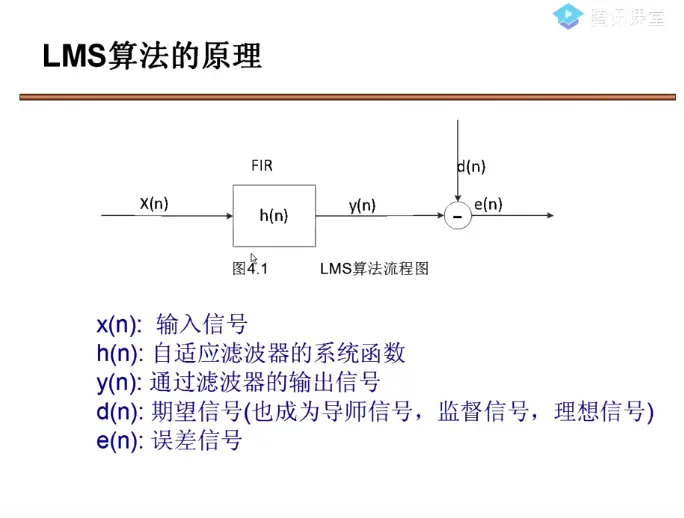 腾讯课堂
LMS算法的原理
d(n)
FIR
X(n)
h(n)
y(n)
-
e(n)
图4.1 LMS算法流程图
x(n): 输入信号
h(n): 自适应滤波器的系统函数
y(n): 通过滤波器的输出信号
d(n): 期望信号(也成为导师信号，监督信号，理想信号)
e(n): 误差信号